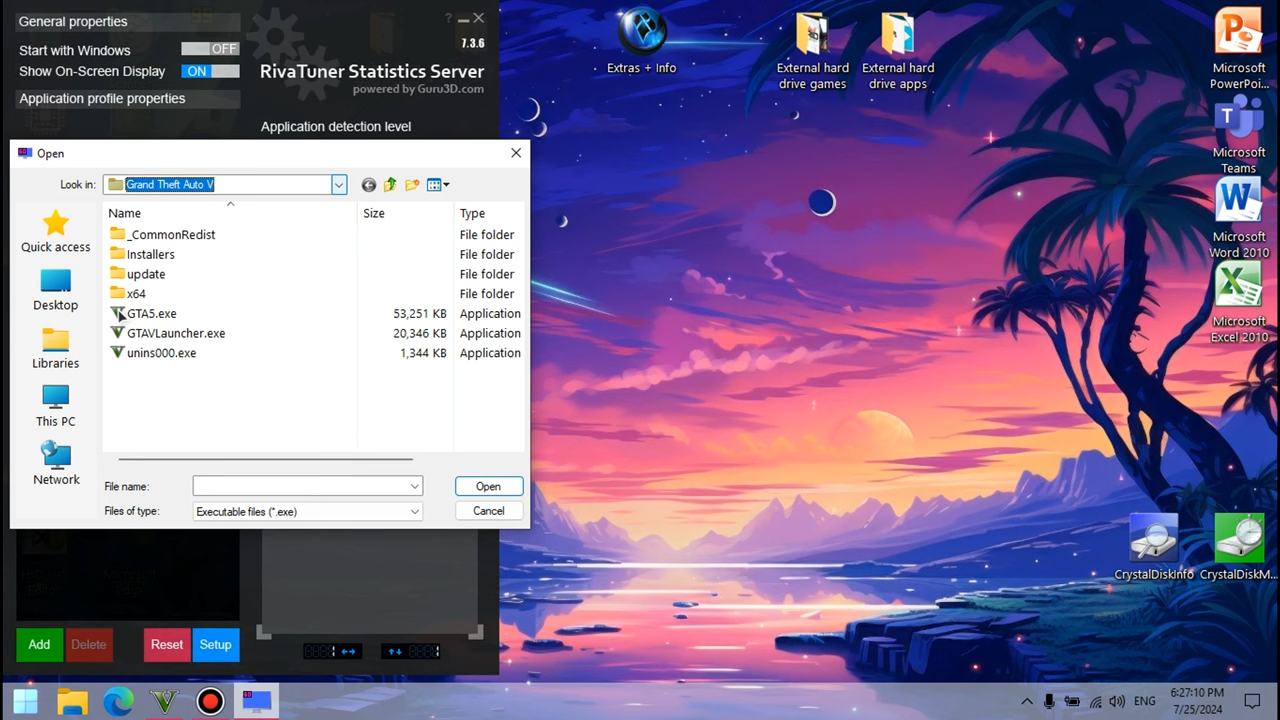 General properties
Start with Windows
OFF
Show On-Screen Display
ON
Application profile properties
?
7.3.6
RivaTuner Statistics Server
powered by Guru3D.com
Application detection level
Open
Look in:
Grand Theft Auto V
Name
Size
Type
_CommonRedist
File folder
Installers
File folder
update
File folder
x64
File folder
GTA5.exe
53,251 KB
Application
GTAVLauncher.exe
20,346 KB
Application
unins000.exe
1,344 KB
Application
Quick access
Desktop
Libraries
This PC
Network
File name:
Open
Files of type:
Executable files (*.exe)
Cancel
Add
Delete
Reset
Setup
Extras + Info
External hard
drive games
External hard
drive apps
Microsoft
PowerPoi...
Microsoft
Teams
Microsoft
Word 2010
Microsoft
Excel 2010
CrystalDiskInfo
CrystalDiskM...
60
ENG
6:27:10 PM
7/25/2024